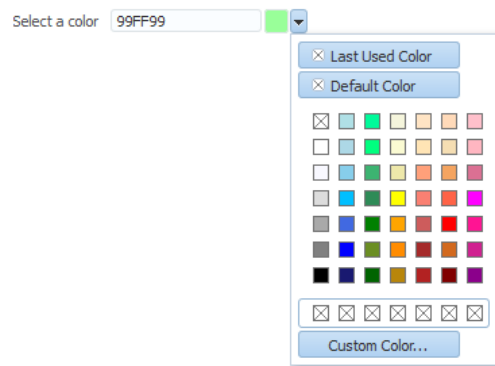 Select a color 99FF99
Last Used Color
Default Color
Custom Color...